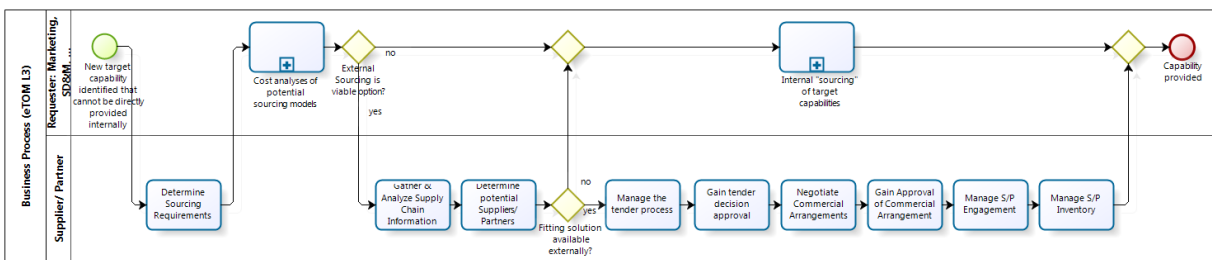 Business Process (eTOM L3)
Requester: Marketing,
SD&M, ...
New target
capability
identified that
cannot be directly
provided
internally
Cost analyses of
potential
sourcing models
External
Sourcing is
viable option?
no
yes
Internal "sourcing"
of target
capabilities
Capability
provided
Supplier/ Partner
Determine
Sourcing
Requirements
Gather &
Analyze Supply
Chain
Information
Determine
potential
Suppliers/
Partners
no
yes
Fitting solution
available
externally?
Manage the
tender process
Gain tender
decision
approval
Negotiate
Commercial
Arrangements
Gain Approval
of Commercial
Arrangement
Manage S/P
Engagement
Manage S/P
Inventory